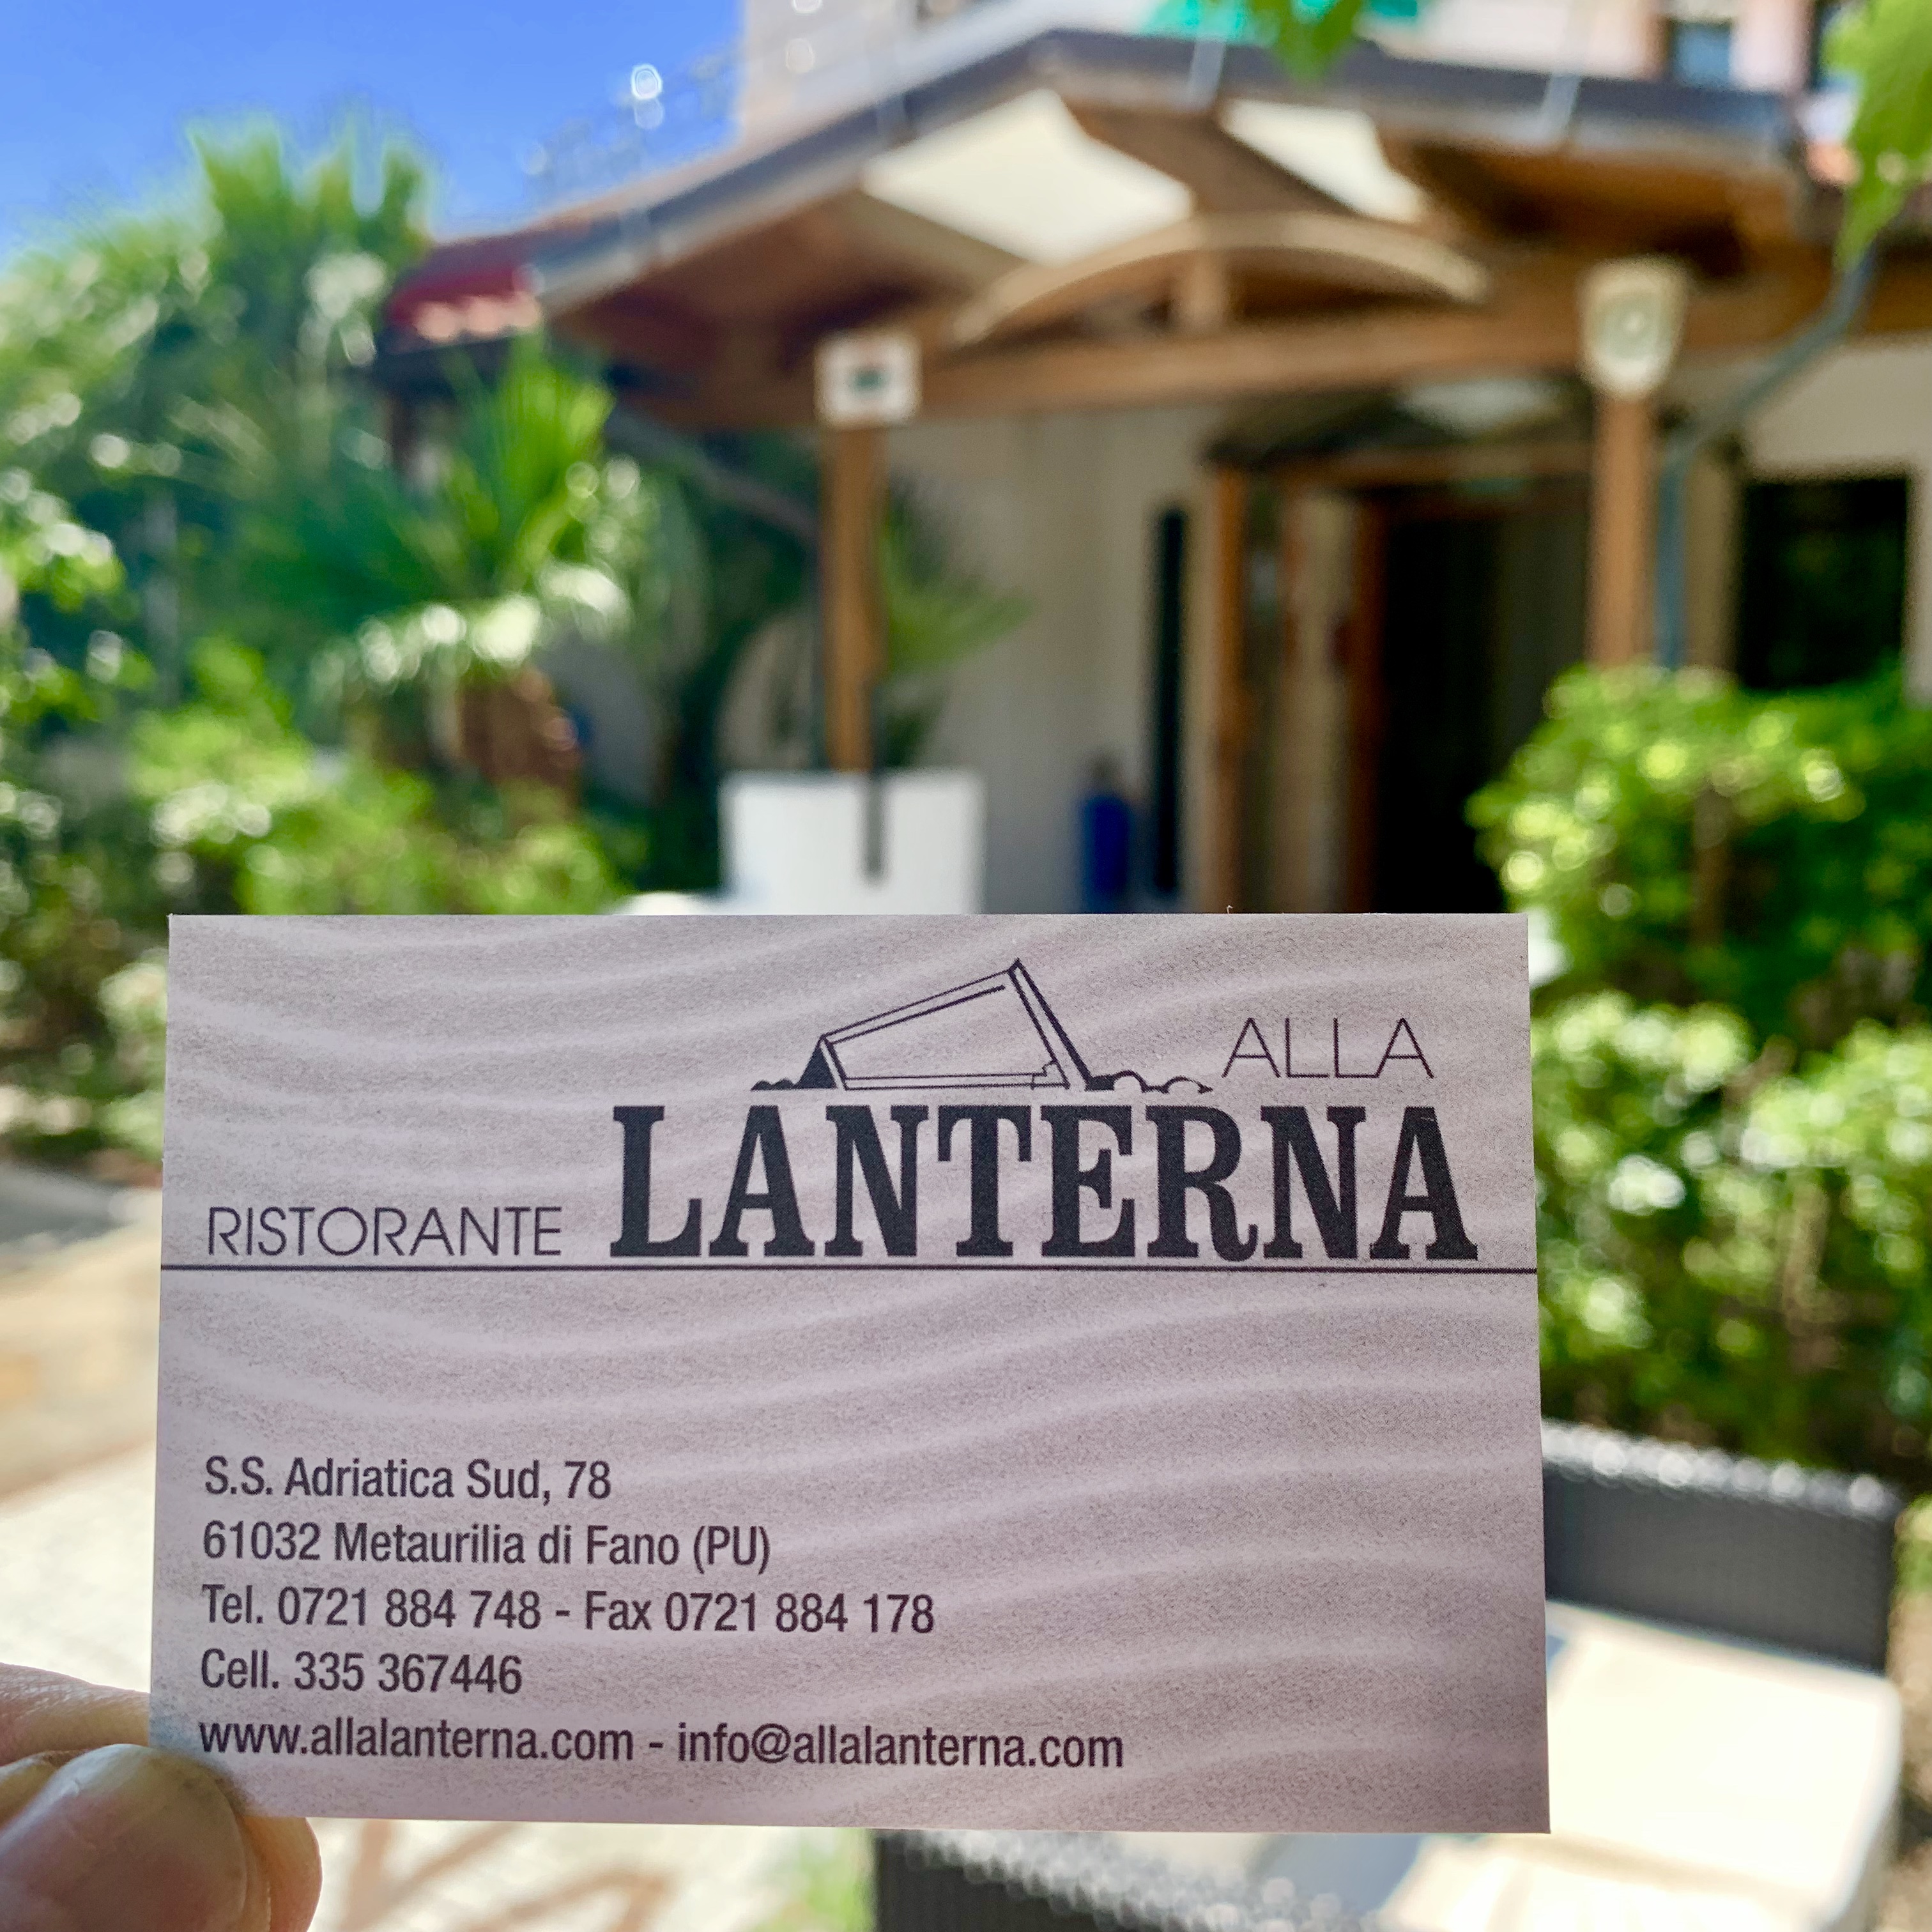 RISTORANTE ALLA LANTERNA
S.S. Adriatica Sud, 78
61032 Metaurilia di Fano (PU)
Tel. 0721 884 748 - Fax 0721 884 178
Cell. 335 367446
www.allalanterna.com - info@allalanterna.com